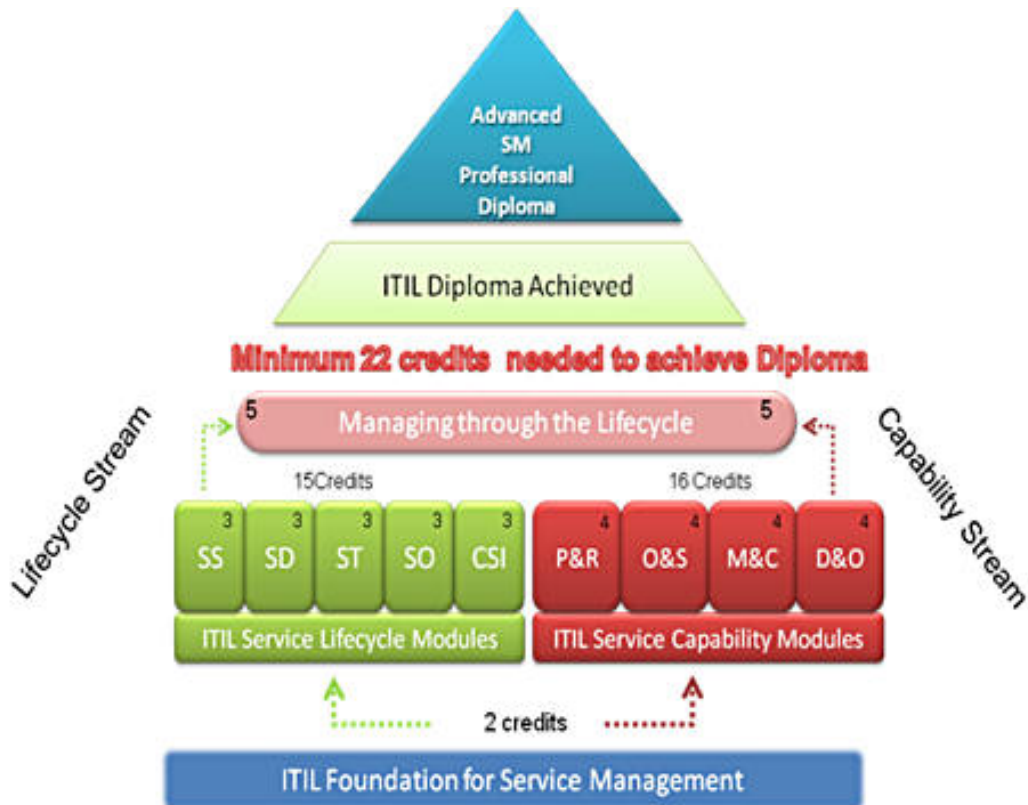 Advanced
SM
Professional
Diploma
ITIL Diploma Achieved
Minimum 22 credits needed to achieve Diploma
5 Managing through the Lifecycle 5
Lifecycle Stream
Capability Stream
15Credits
16 Credits
3 3 3 3 3 4 4 4 4
SS SD ST SO CSI P&R O&S M&C D&O
ITIL Service Lifecycle Modules
ITIL Service Capability Modules
2 credits
ITIL Foundation for Service Management